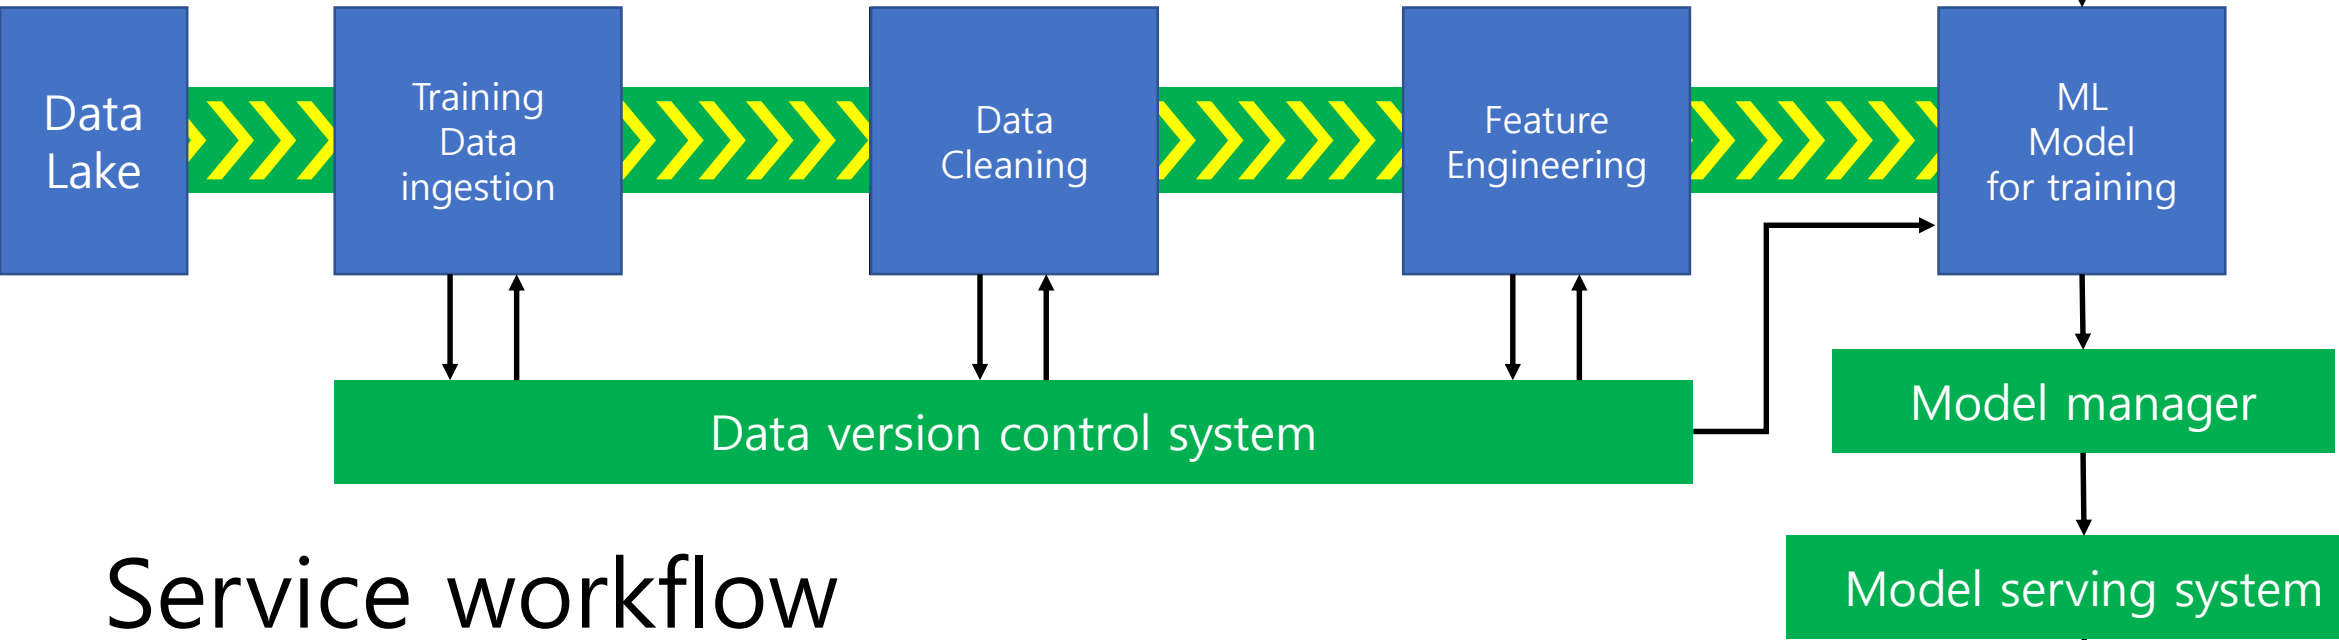 Data
Lake
Training
Data
ingestion
Data
Cleaning
Feature
Engineering
ML
Model
for training
Data version control system
Model manager
Service workflow
Model serving system